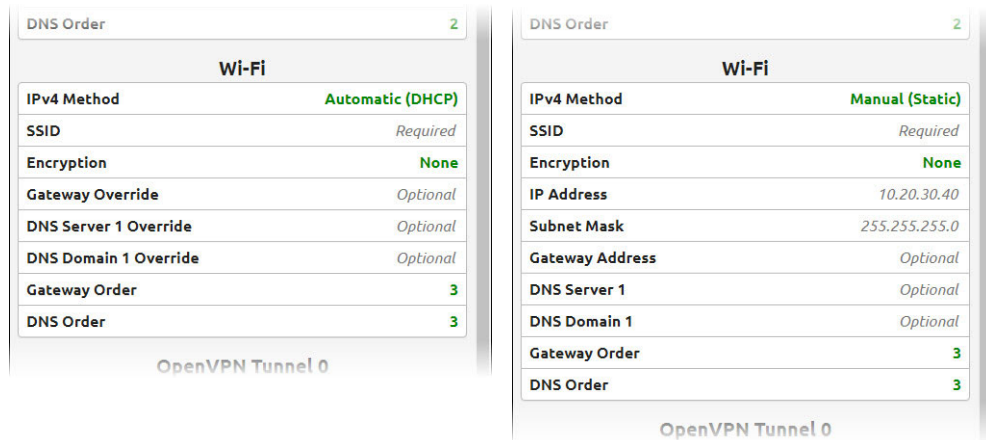 DNS Order 2
Wi-Fi
IPv4 Method Automatic (DHCP)
SSID Required
Encryption None
Gateway Override Optional
DNS Server 1 Override Optional
DNS Domain 1 Override Optional
Gateway Order 3
DNS Order 3
OpenVPN Tunnel 0
DNS Order 2
Wi-Fi
IPv4 Method Manual (Static)
SSID Required
Encryption None
IP Address 10.20.30.40
Subnet Mask 255.255.255.0
Gateway Address Optional
DNS Server 1 Optional
DNS Domain 1 Optional
Gateway Order 3
DNS Order 3
OpenVPN Tunnel 0